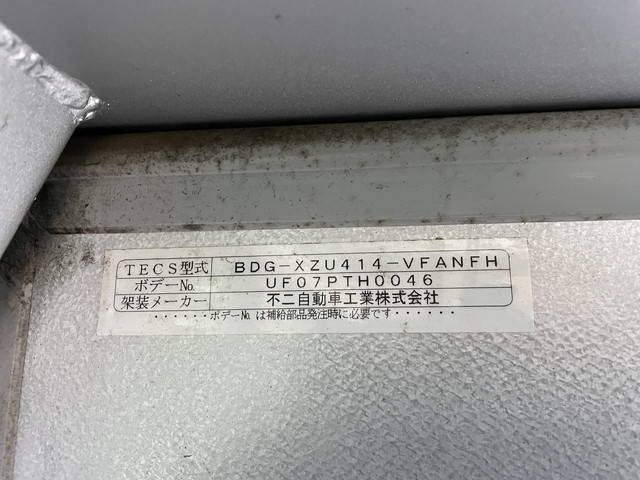 TECS型式 BDG-XZU414-VFANFH
ボデーNo. UF07PTH0046
架装メーカー 不二自動車工業株式会社
・・・・・・ボデーNo. は補給部品発注時に必要です・・・・・・